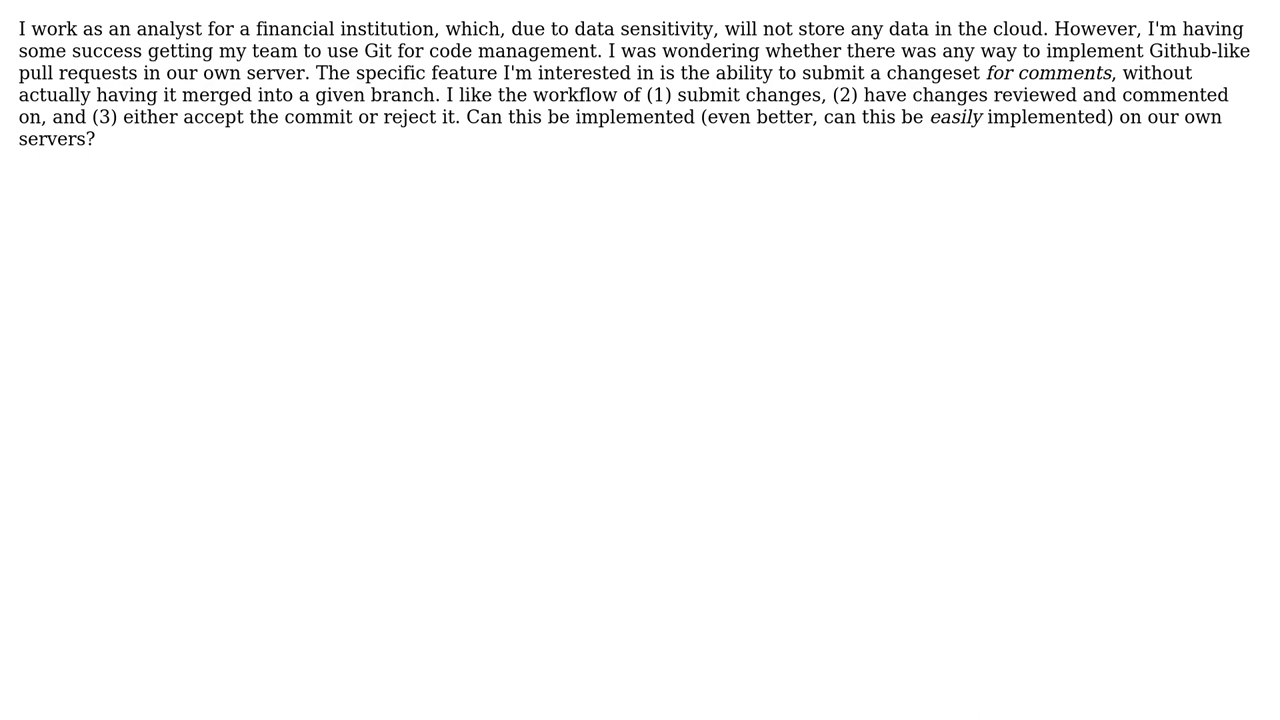 I work as an analyst for a financial institution, which, due to data sensitivity, will not store any data in the cloud. However, I'm having
some success getting my team to use Git for code management. I was wondering whether there was any way to implement Github-like
pull requests in our own server. The specific feature I'm interested in is the ability to submit a changeset for comments, without
actually having it merged into a given branch. I like the workflow of (1) submit changes, (2) have changes reviewed and commented
on, and (3) either accept the commit or reject it. Can this be implemented (even better, can this be easily implemented) on our own
servers?